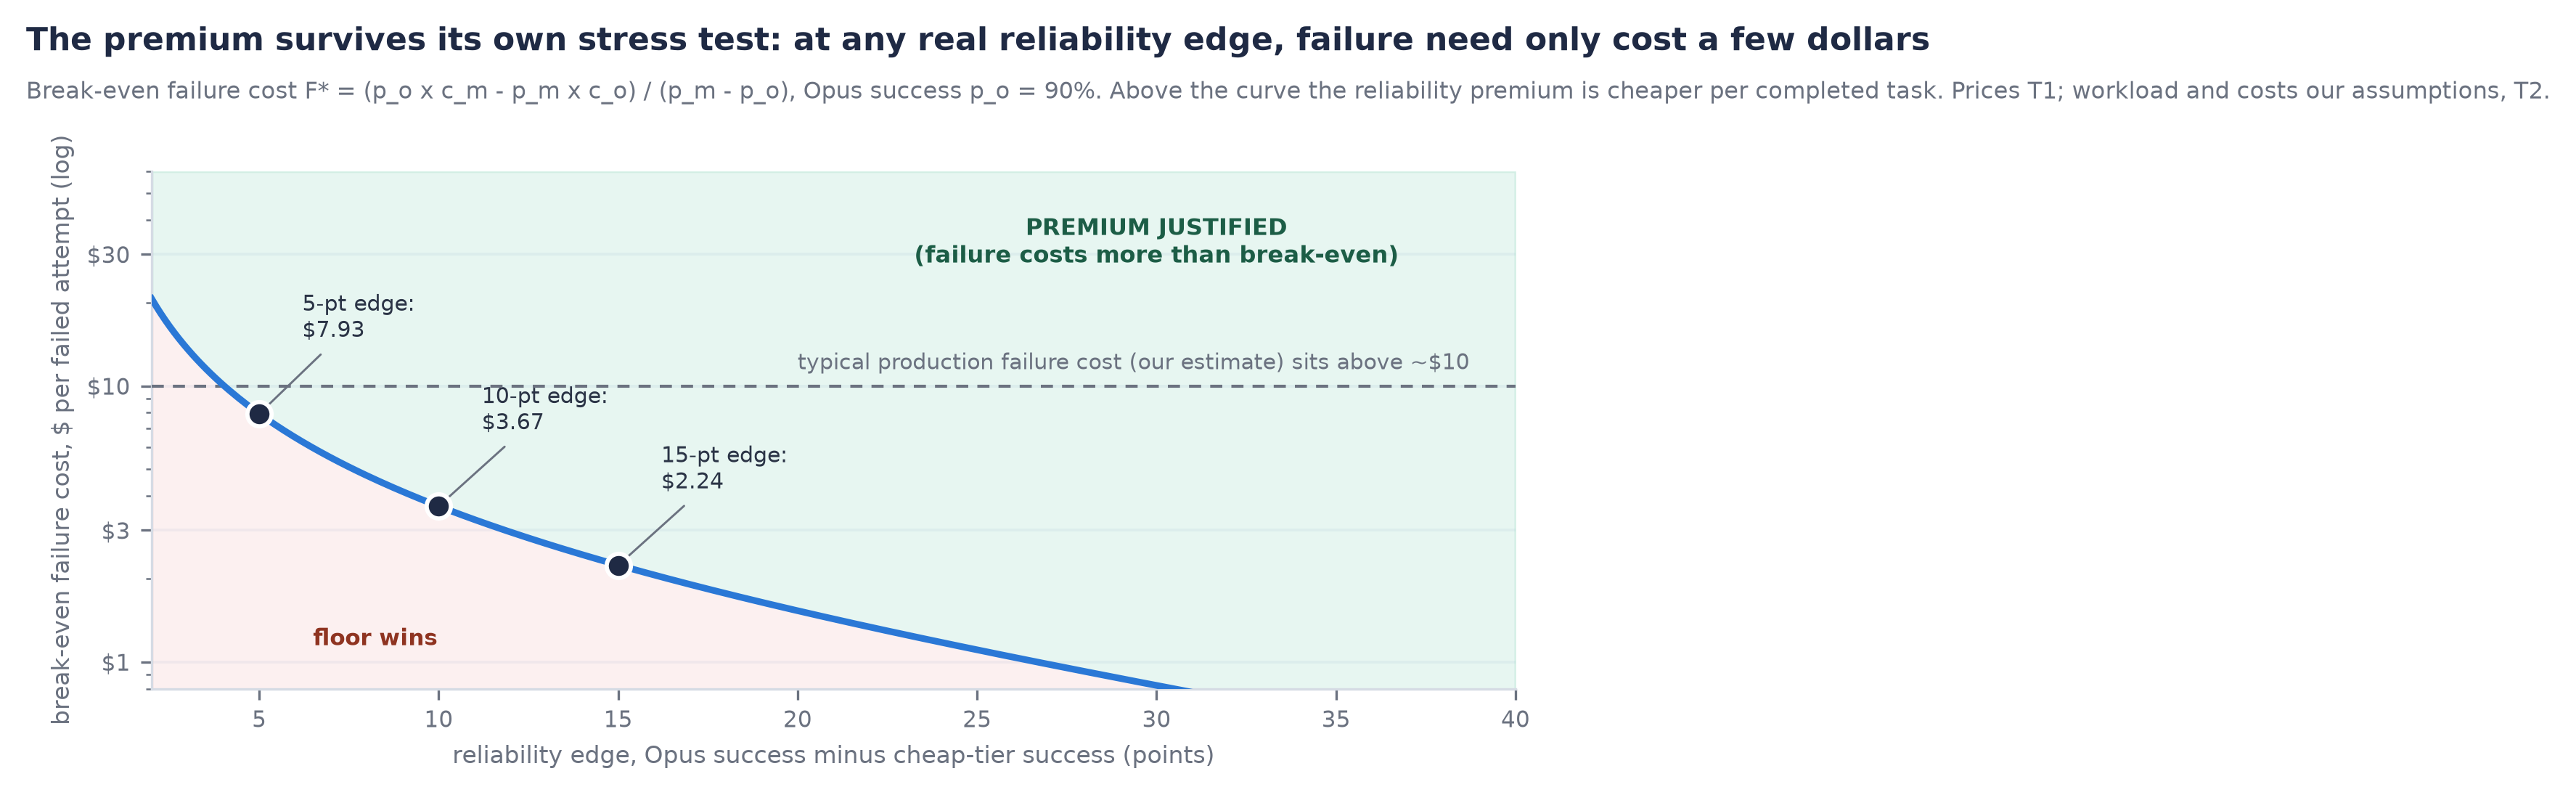 The premium survives its own stress test: at any real reliability edge, failure need only cost a few dollars
Break-even failure cost F* = (p_o x c_m - p_m x c_o) / (p_m - p_o), Opus success p_o = 90%. Above the curve the reliability premium is cheaper per completed task. Prices T1; workload and costs our assumptions, T2.
break-even failure cost, $ per failed attempt (log)
PREMIUM JUSTIFIED
(failure costs more than break-even)
$30
5-pt edge:
$7.93
typical production failure cost (our estimate) sits above ~$10
$10
10-pt edge:
$3.67
15-pt edge:
$2.24
$3
floor wins
$1
5 10 15 20 25 30 35 40
reliability edge, Opus success minus cheap-tier success (points)